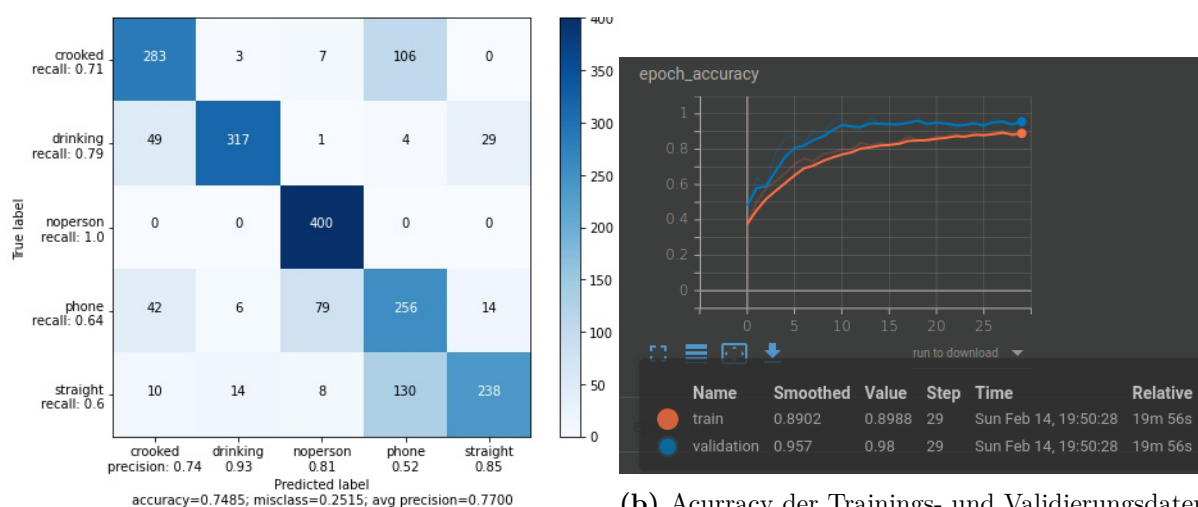 True label
crooked
recall: 0.71
283 3 7 106 0
drinking
recall: 0.79
49 317 1 4 29
noperson
recall: 1.0
0 0 400 0 0
phone
recall: 0.64
42 6 79 256 14
straight
recall: 0.6
10 14 8 130 238
crooked drinking noperson phone straight
precision: 0.74 0.93 0.81 0.52 0.85
Predicted label
accuracy=0.7485; misclass=0.2515; avg precision=0.7700
400
350
300
250
200
150
100
50
0
epoch_accuracy
1
0.8
0.6
0.4
0.2
0
0 5 10 15 20 25
run to download
Name Smoothed Value Step Time Relative
train 0.8902 0.8988 29 Sun Feb 14, 19:50:28 19m 56s
validation 0.957 0.98 29 Sun Feb 14, 19:50:28 19m 56s
(b) Acurracy der Trainings- und Validierungsdaten